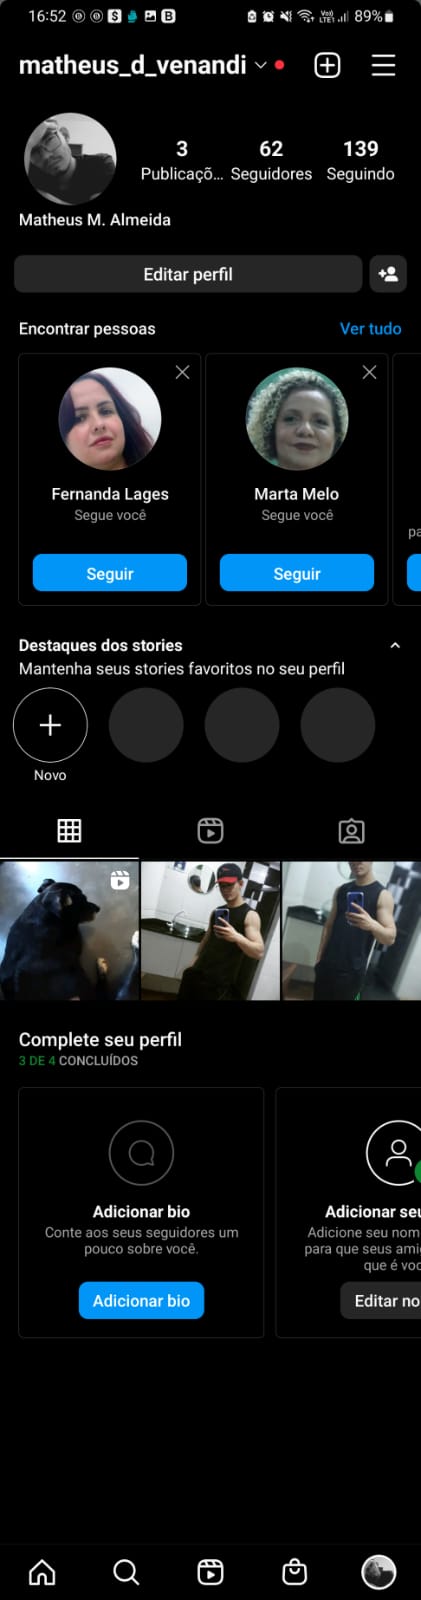 16:52 89%
matheus_d_venandi
3 62 139
Publicaçõ... Seguidores Seguindo
Matheus M. Almeida
Editar perfil
Encontrar pessoas Ver tudo
Fernanda Lages Marta Melo
Segue você Segue você
pa
Seguir Seguir
Destaques dos stories
Mantenha seus stories favoritos no seu perfil
Novo
Complete seu perfil
3 DE 4 CONCLUÍDOS
Adicionar bio Adicionar seu
Conte aos seus seguidores um Adicione seu nom
pouco sobre você. para que seus ami
que é voc
Adicionar bio Editar no